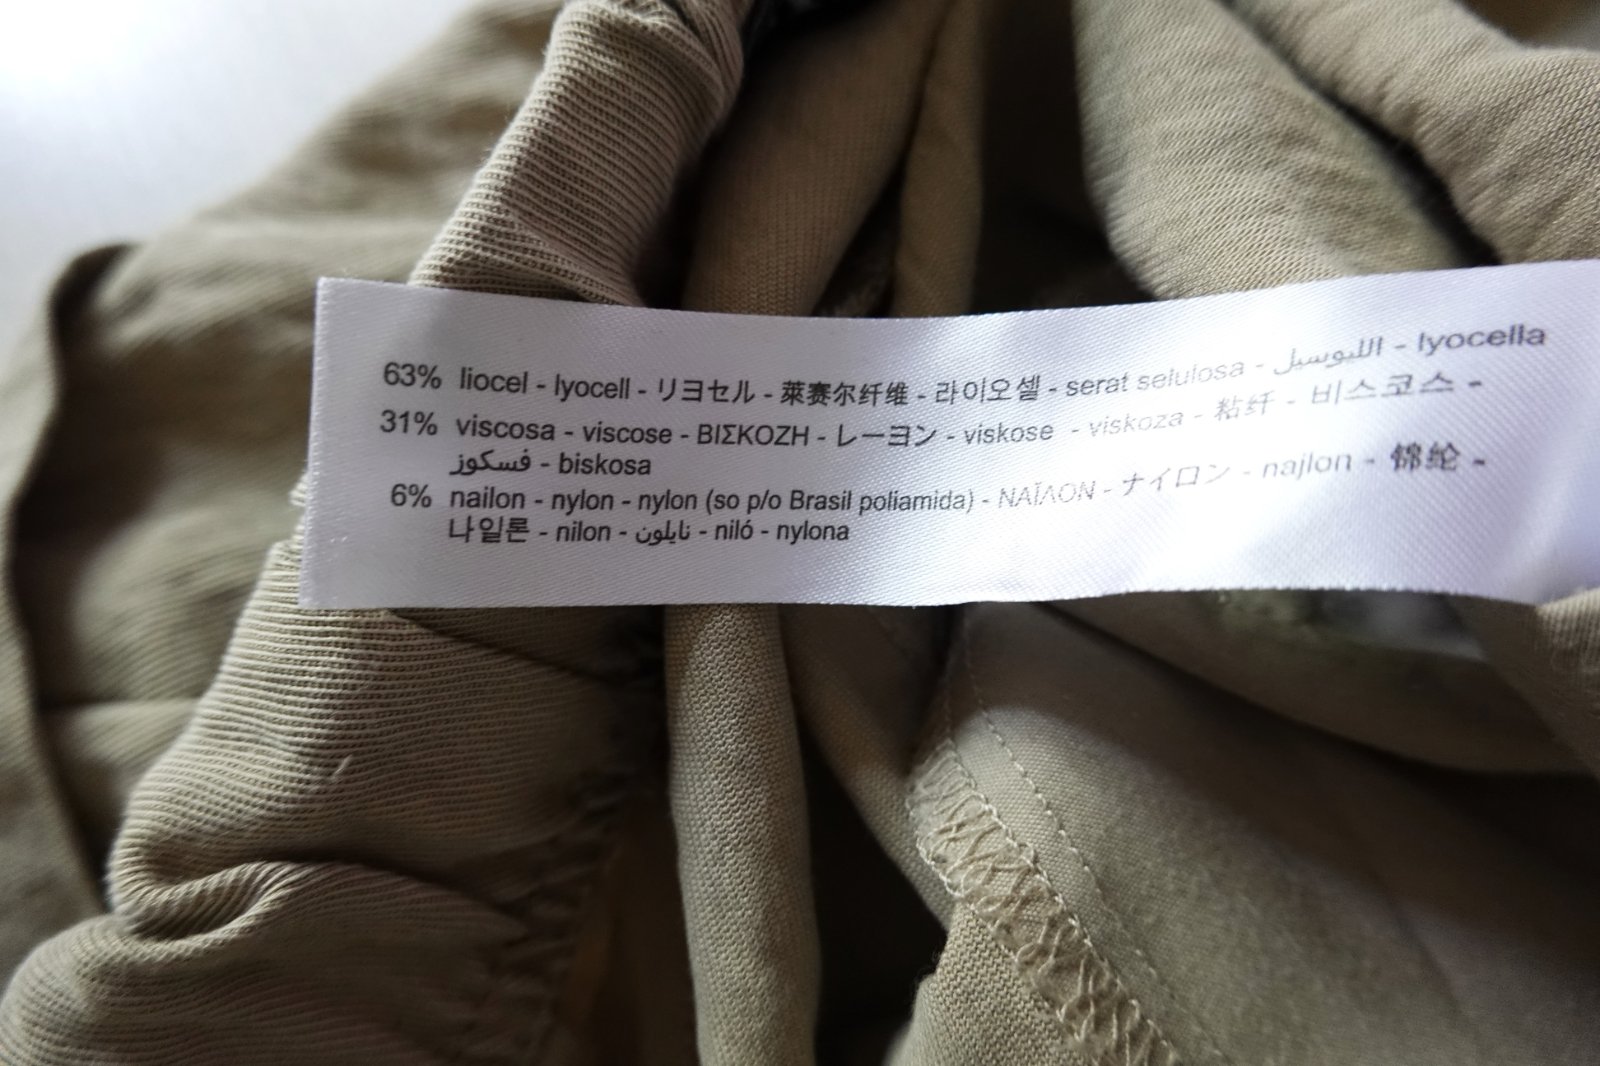 63% liocel - lyocell - リヨセル - 莱赛尔纤维 - 라이오셀 - serat selulosa - الليوسيل - lyocella
31% viscosa - viscose - ΒΙΣΚΟΖΗ - レーヨン - viskose - viskoza - 粘纤 - 비스코스 -
فسكوز - biskosa
6% nailon - nylon - nylon (so p/o Brasil poliamida) - ΝΑΪΛΟΝ - ナイロン - najlon - 锦纶 -
나일론 - nilon - نايلون - niló - nylona